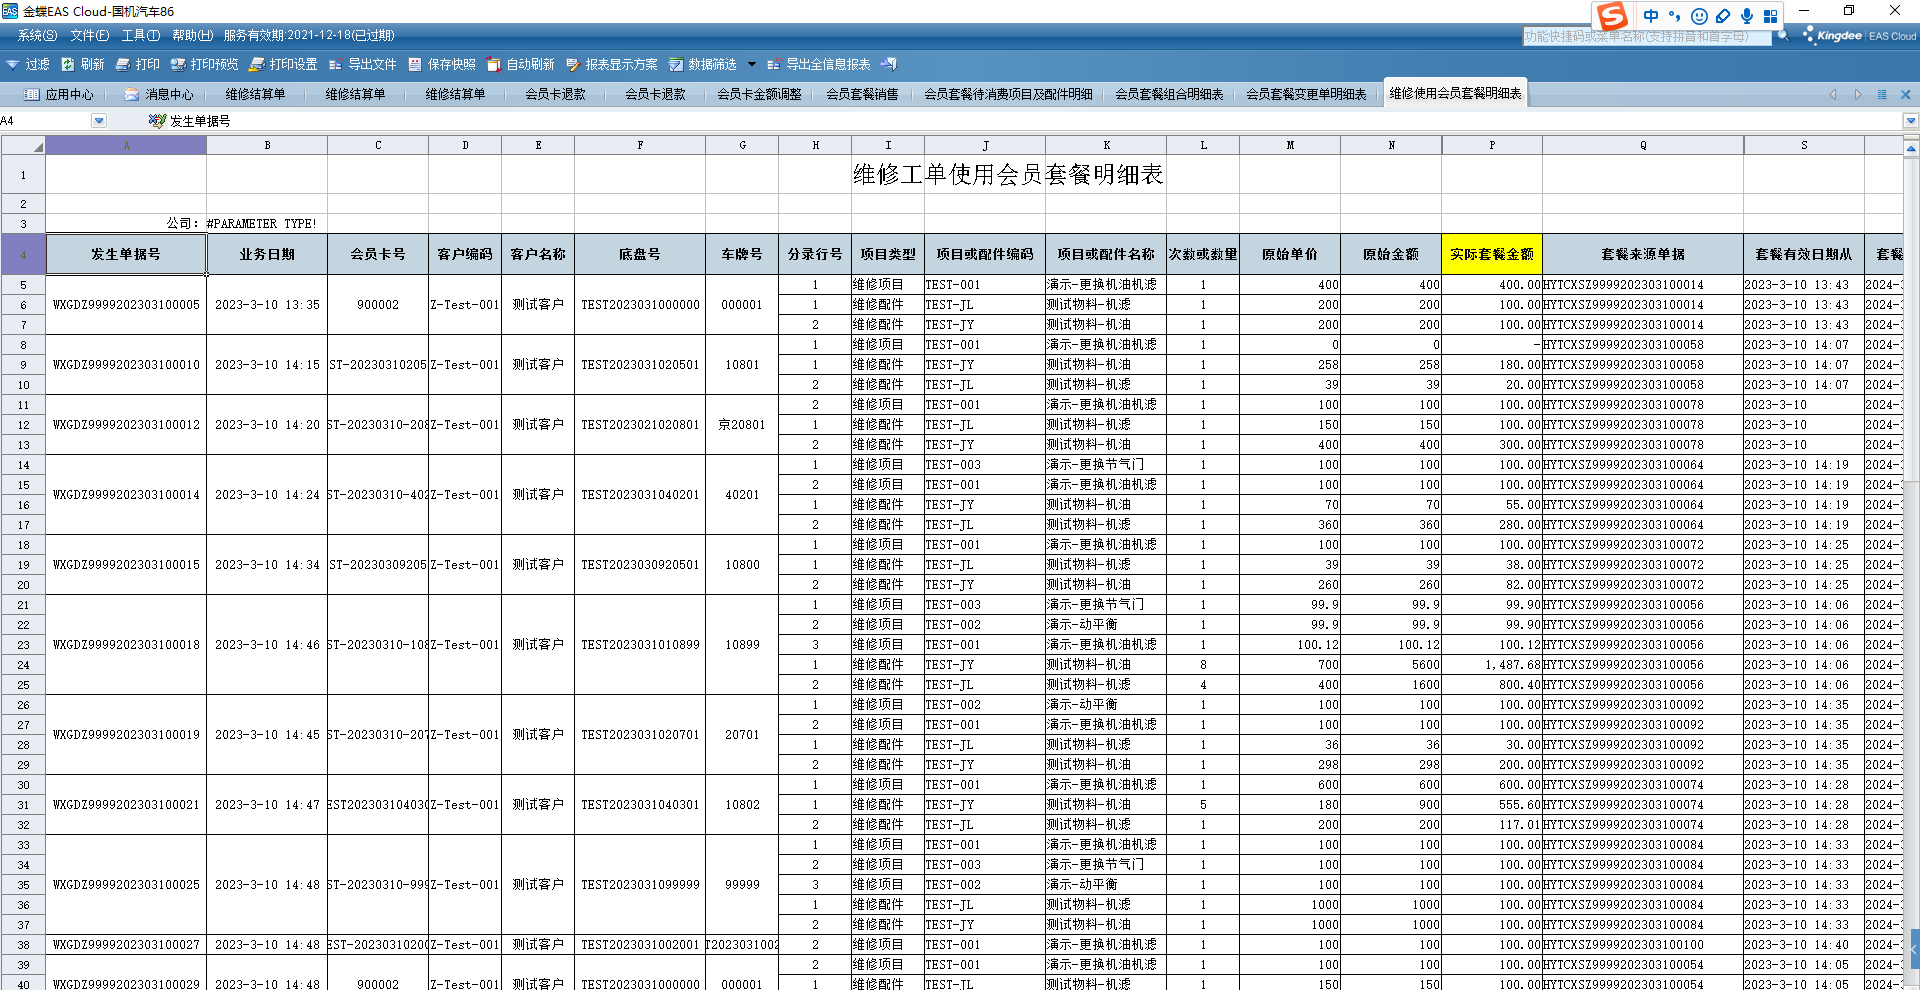 金蝶EAS Cloud-国机汽车86
系统(S) 文件(F) 工具(T) 帮助(H) 服务有效期:2021-12-18(已过期)
中
功能快捷码或菜单名称(支持拼音和首字母)
Kingdee | EAS Cloud
过滤 刷新 打印 打印预览 打印设置 导出文件 保存快照 自动刷新 报表显示方案 数据筛选 导出全信息报表
应用中心 消息中心 维修结算单 维修结算单 维修结算单 会员卡退款 会员卡退款 会员卡金额调整 会员套餐销售 会员套餐待消费项目及配件明细 会员套餐组合明细表 会员套餐变更单明细表 维修使用会员套餐明细表
A4 发生单据号
A B C D E F G H I J K L M N P Q S
1 维修工单使用会员套餐明细表
2
3 公司: #PARAMETER TYPE!
4 发生单据号 业务日期 会员卡号 客户编码 客户名称 底盘号 车牌号 分录行号 项目类型 项目或配件编码 项目或配件名称 次数或数量 原始单价 原始金额 实际套餐金额 套餐来源单据 套餐有效日期从 套餐
5 1 维修项目 TEST-001 演示-更换机油机滤 1 400 400 400.00 HYTCXSZ9999202303100014 2023-3-10 13:43 2024-
6 WXGDZ9999202303100005 2023-3-10 13:35 900002 Z-Test-001 测试客户 TEST2023031000000 000001 1 维修配件 TEST-JL 测试物料-机滤 1 200 200 100.00 HYTCXSZ9999202303100014 2023-3-10 13:43 2024-
7 2 维修配件 TEST-JY 测试物料-机油 1 200 200 100.00 HYTCXSZ9999202303100014 2023-3-10 13:43 2024-
8 1 维修项目 TEST-001 演示-更换机油机滤 1 0 0 - HYTCXSZ9999202303100058 2023-3-10 14:07 2024-
9 WXGDZ9999202303100010 2023-3-10 14:15 ST-20230310205 Z-Test-001 测试客户 TEST2023031020501 10801 1 维修配件 TEST-JY 测试物料-机油 1 258 258 180.00 HYTCXSZ9999202303100058 2023-3-10 14:07 2024-
10 2 维修配件 TEST-JL 测试物料-机滤 1 39 39 20.00 HYTCXSZ9999202303100058 2023-3-10 14:07 2024-
11 2 维修项目 TEST-001 演示-更换机油机滤 1 100 100 100.00 HYTCXSZ9999202303100078 2023-3-10 2024-
12 WXGDZ9999202303100012 2023-3-10 14:20 ST-20230310-208 Z-Test-001 测试客户 TEST2023021020801 京20801 1 维修配件 TEST-JL 测试物料-机滤 1 150 150 100.00 HYTCXSZ9999202303100078 2023-3-10 2024-
13 2 维修配件 TEST-JY 测试物料-机油 1 400 400 300.00 HYTCXSZ9999202303100078 2023-3-10 2024-
14 1 维修项目 TEST-003 演示-更换节气门 1 100 100 100.00 HYTCXSZ9999202303100064 2023-3-10 14:19 2024-
15 WXGDZ9999202303100014 2023-3-10 14:24 ST-20230310-402 Z-Test-001 测试客户 TEST2023031040201 40201 2 维修项目 TEST-001 演示-更换机油机滤 1 100 100 100.00 HYTCXSZ9999202303100064 2023-3-10 14:19 2024-
16 1 维修配件 TEST-JY 测试物料-机油 1 70 70 55.00 HYTCXSZ9999202303100064 2023-3-10 14:19 2024-
17 2 维修配件 TEST-JL 测试物料-机滤 1 360 360 280.00 HYTCXSZ9999202303100064 2023-3-10 14:19 2024-
18 1 维修项目 TEST-001 演示-更换机油机滤 1 100 100 100.00 HYTCXSZ9999202303100072 2023-3-10 14:25 2024-
19 WXGDZ9999202303100015 2023-3-10 14:34 ST-20230309205 Z-Test-001 测试客户 TEST2023030920501 10800 1 维修配件 TEST-JL 测试物料-机滤 1 39 39 38.00 HYTCXSZ9999202303100072 2023-3-10 14:25 2024-
20 2 维修配件 TEST-JY 测试物料-机油 1 260 260 82.00 HYTCXSZ9999202303100072 2023-3-10 14:25 2024-
21 1 维修项目 TEST-003 演示-更换节气门 1 99.9 99.9 99.90 HYTCXSZ9999202303100056 2023-3-10 14:06 2024-
22 2 维修项目 TEST-002 演示-动平衡 1 99.9 99.9 99.90 HYTCXSZ9999202303100056 2023-3-10 14:06 2024-
23 WXGDZ9999202303100018 2023-3-10 14:46 ST-20230310-108 Z-Test-001 测试客户 TEST2023031010899 10899 3 维修项目 TEST-001 演示-更换机油机滤 1 100.12 100.12 100.12 HYTCXSZ9999202303100056 2023-3-10 14:06 2024-
24 1 维修配件 TEST-JY 测试物料-机油 8 700 5600 1,487.68 HYTCXSZ9999202303100056 2023-3-10 14:06 2024-
25 2 维修配件 TEST-JL 测试物料-机滤 4 400 1600 800.40 HYTCXSZ9999202303100056 2023-3-10 14:06 2024-
26 1 维修项目 TEST-002 演示-动平衡 1 100 100 100.00 HYTCXSZ9999202303100092 2023-3-10 14:35 2024-
27 WXGDZ9999202303100019 2023-3-10 14:45 ST-20230310-207 Z-Test-001 测试客户 TEST2023031020701 20701 2 维修项目 TEST-001 演示-更换机油机滤 1 100 100 100.00 HYTCXSZ9999202303100092 2023-3-10 14:35 2024-
28 1 维修配件 TEST-JL 测试物料-机滤 1 36 36 30.00 HYTCXSZ9999202303100092 2023-3-10 14:35 2024-
29 2 维修配件 TEST-JY 测试物料-机油 1 298 298 200.00 HYTCXSZ9999202303100092 2023-3-10 14:35 2024-
30 1 维修项目 TEST-001 演示-更换机油机滤 1 600 600 600.00 HYTCXSZ9999202303100074 2023-3-10 14:28 2024-
31 WXGDZ9999202303100021 2023-3-10 14:47 EST202303104030 Z-Test-001 测试客户 TEST2023031040301 10802 1 维修配件 TEST-JY 测试物料-机油 5 180 900 555.60 HYTCXSZ9999202303100074 2023-3-10 14:28 2024-
32 2 维修配件 TEST-JL 测试物料-机滤 1 200 200 117.01 HYTCXSZ9999202303100074 2023-3-10 14:28 2024-
33 1 维修项目 TEST-001 演示-更换机油机滤 1 100 100 100.00 HYTCXSZ9999202303100084 2023-3-10 14:33 2024-
34 2 维修项目 TEST-003 演示-更换节气门 1 100 100 100.00 HYTCXSZ9999202303100084 2023-3-10 14:33 2024-
35 WXGDZ9999202303100025 2023-3-10 14:48 ST-20230310-999 Z-Test-001 测试客户 TEST2023031099999 99999 3 维修项目 TEST-002 演示-动平衡 1 100 100 100.00 HYTCXSZ9999202303100084 2023-3-10 14:33 2024-
36 1 维修配件 TEST-JL 测试物料-机滤 1 1000 1000 100.00 HYTCXSZ9999202303100084 2023-3-10 14:33 2024-
37 2 维修配件 TEST-JY 测试物料-机油 1 1000 1000 100.00 HYTCXSZ9999202303100084 2023-3-10 14:33 2024-
38 WXGDZ9999202303100027 2023-3-10 14:48 EST-20230310200 Z-Test-001 测试客户 TEST2023031002001 T2023031002 2 维修项目 TEST-001 演示-更换机油机滤 1 100 100 100.00 HYTCXSZ9999202303100100 2023-3-10 14:40 2024-
39 2 维修项目 TEST-001 演示-更换机油机滤 1 100 100 100.00 HYTCXSZ9999202303100054 2023-3-10 14:05 2024-
40 WXGDZ9999202303100029 2023-3-10 14:48 900002 Z-Test-001 测试客户 TEST2023031000000 000001 1 维修配件 TEST-JL 测试物料-机滤 1 150 150 100.00 HYTCXSZ9999202303100054 2023-3-10 14:05 2024-